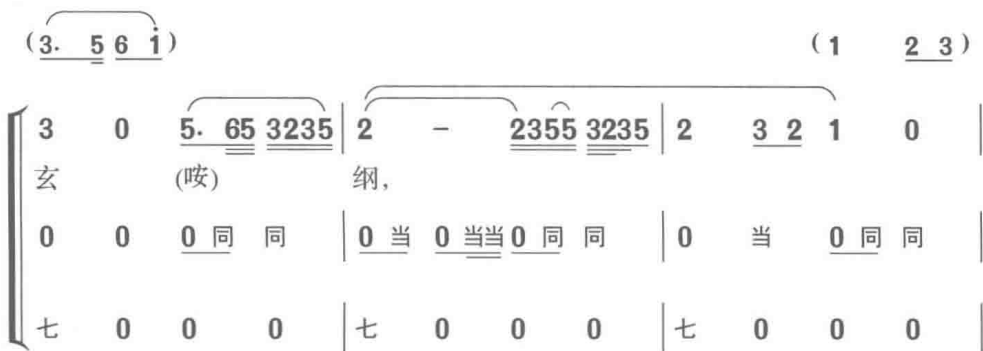 (3. 5 6 i) (1 2 3)
3 0 5. 65 3235 | 2 - 2355 3235 | 2 3 2 1 0 |
玄 (咹) 纲，
0 0 0 同 同 | 0 当 0 当当 0 同 同 | 0 当 0 同 同 |
七 0 0 0 | 七 0 0 0 | 七 0 0 0 |